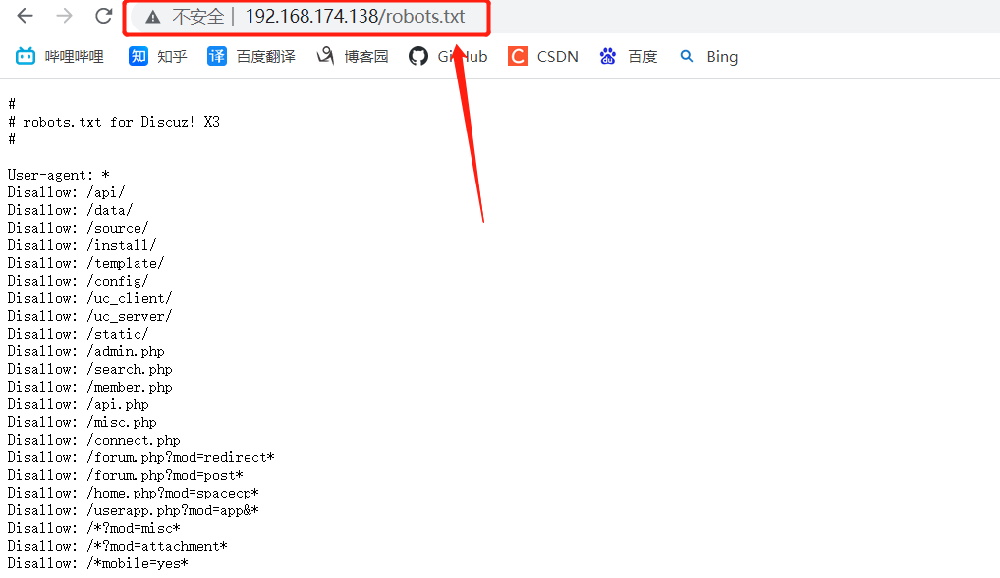 不安全 | 192.168.174.138/robots.txt
哔哩哔哩 知 知乎 译 百度翻译 博客园 GitHub C CSDN du 百度 Bing
#
# robots.txt for Discuz! X3
#
User-agent: *
Disallow: /api/
Disallow: /data/
Disallow: /source/
Disallow: /install/
Disallow: /template/
Disallow: /config/
Disallow: /uc_client/
Disallow: /uc_server/
Disallow: /static/
Disallow: /admin.php
Disallow: /search.php
Disallow: /member.php
Disallow: /api.php
Disallow: /misc.php
Disallow: /connect.php
Disallow: /forum.php?mod=redirect*
Disallow: /forum.php?mod=post*
Disallow: /home.php?mod=spacecp*
Disallow: /userapp.php?mod=app&*
Disallow: /*?mod=misc*
Disallow: /*?mod=attachment*
Disallow: /*mobile=yes*